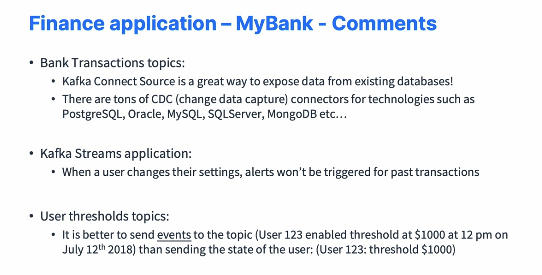 Finance application – MyBank - Comments
• Bank Transactions topics:
• Kafka Connect Source is a great way to expose data from existing databases!
• There are tons of CDC (change data capture) connectors for technologies such as
PostgreSQL, Oracle, MySQL, SQLServer, MongoDB etc...
• Kafka Streams application:
• When a user changes their settings, alerts won't be triggered for past transactions
• User thresholds topics:
• It is better to send events to the topic (User 123 enabled threshold at $1000 at 12 pm on
July 12th 2018) than sending the state of the user: (User 123: threshold $1000)